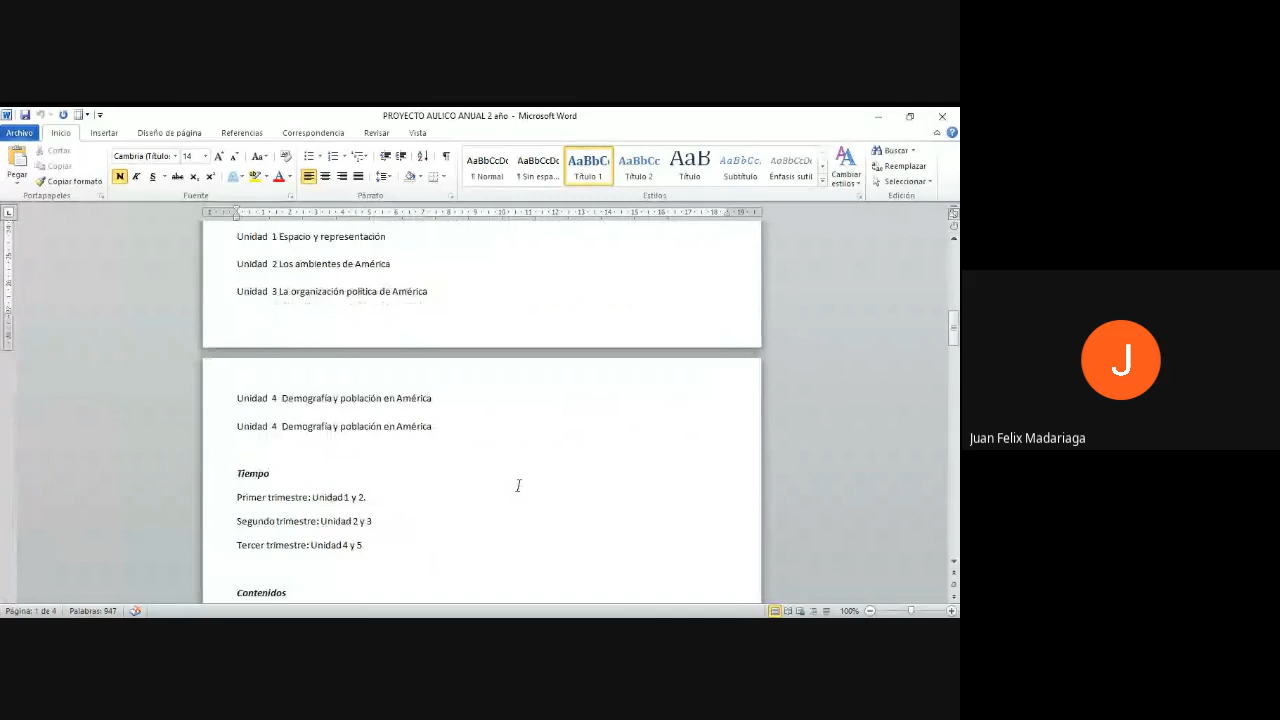 PROYECTO AULICO ANUAL 2 año - Microsoft Word
Archivo Inicio Insertar Diseño de página Referencias Correspondencia Revisar Vista
Pegar
Cortar
Copiar
Copiar formato
Portapapeles
Cambria (Títulos 14
Fuente
Párrafo
AaBbCcDc AaBbCcDc AaBbC AaBbCc AaB AaBbCc. AaBbCcDc
¶ Normal ¶ Sin espa... Título 1 Título 2 Título Subtítulo Énfasis sutil
Estilos
Cambiar estilos
Buscar
Reemplazar
Seleccionar
Edición
Unidad 1 Espacio y representación
Unidad 2 Los ambientes de América
Unidad 3 La organización política de América
Unidad 4 Demografía y población en América
Unidad 4 Demografía y población en América
Tiempo
Primer trimestre: Unidad 1 y 2.
Segundo trimestre: Unidad 2 y 3
Tercer trimestre: Unidad 4 y 5
Contenidos
Página: 1 de 4 Palabras: 947 100%
J
Juan Felix Madariaga